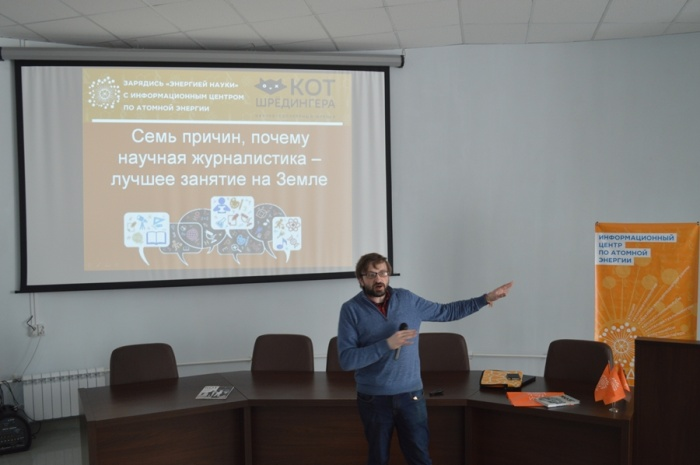 ЗАРЯДИСЬ «ЭНЕРГИЕЙ НАУКИ»
С ИНФОРМАЦИОННЫМ ЦЕНТРОМ
ПО АТОМНОЙ ЭНЕРГИИ
КОТ
ШРЕДИНГЕРА
Семь причин, почему
научная журналистика –
лучшее занятие на Земле
ИНФОРМАЦИОННЫЙ
ЦЕНТР
ПО АТОМНОЙ
ЭНЕРГИИ